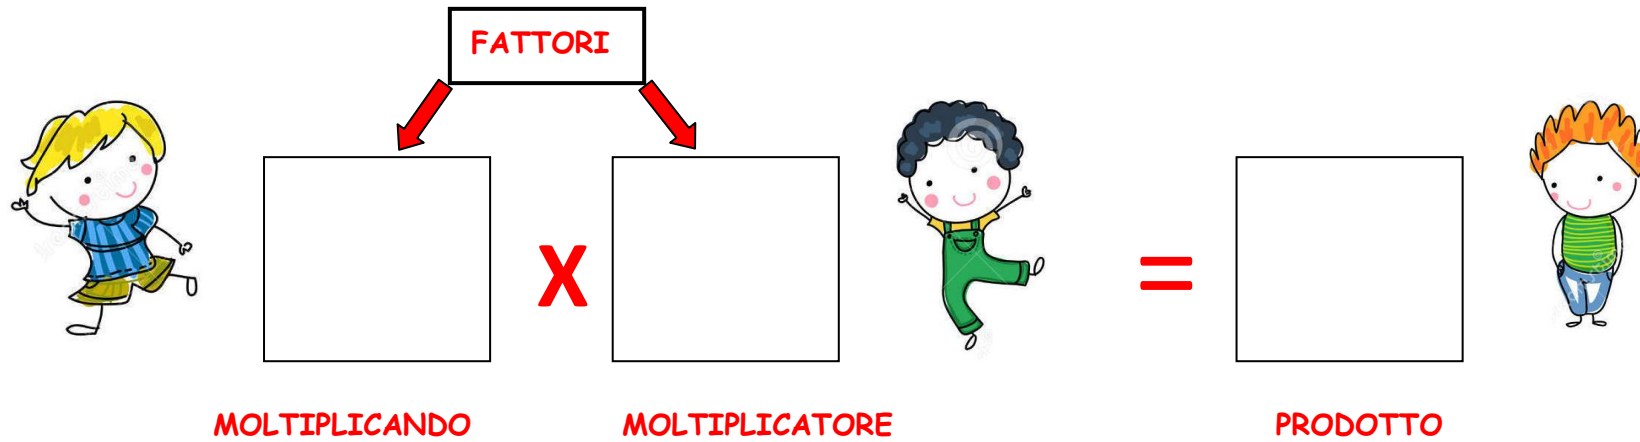 FATTORI
X =
MOLTIPLICANDO MOLTIPLICATORE PRODOTTO